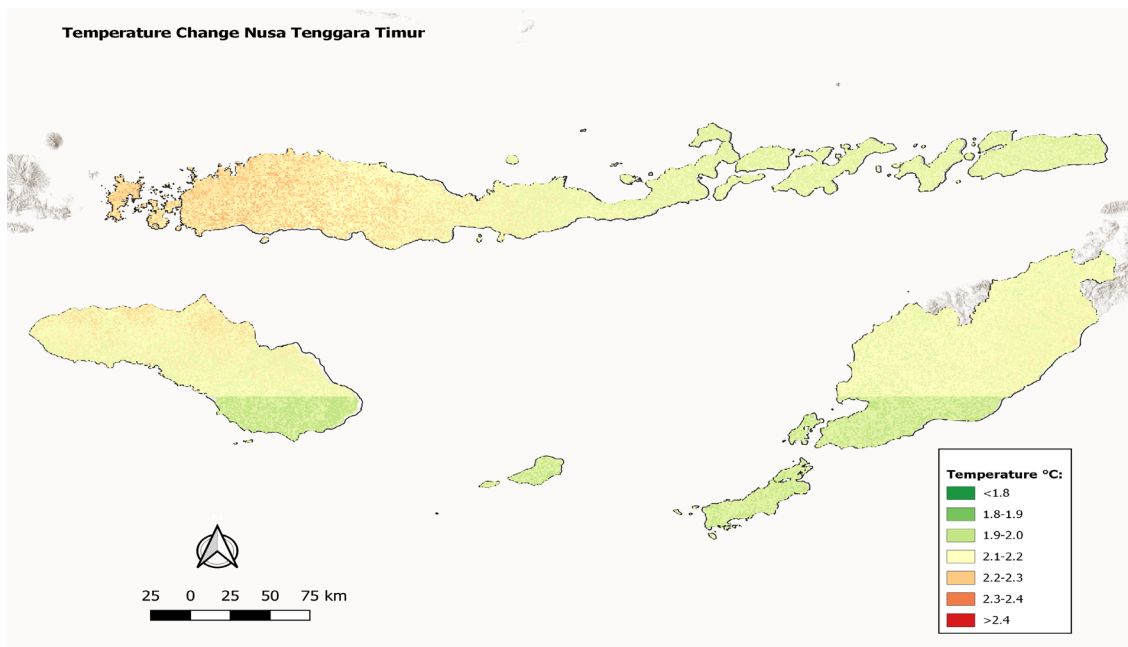 Temperature Change Nusa Tenggara Timur
Temperature °C:
<1.8
1.8-1.9
1.9-2.0
2.1-2.2
2.2-2.3
2.3-2.4
>2.4
25 0 25 50 75 km